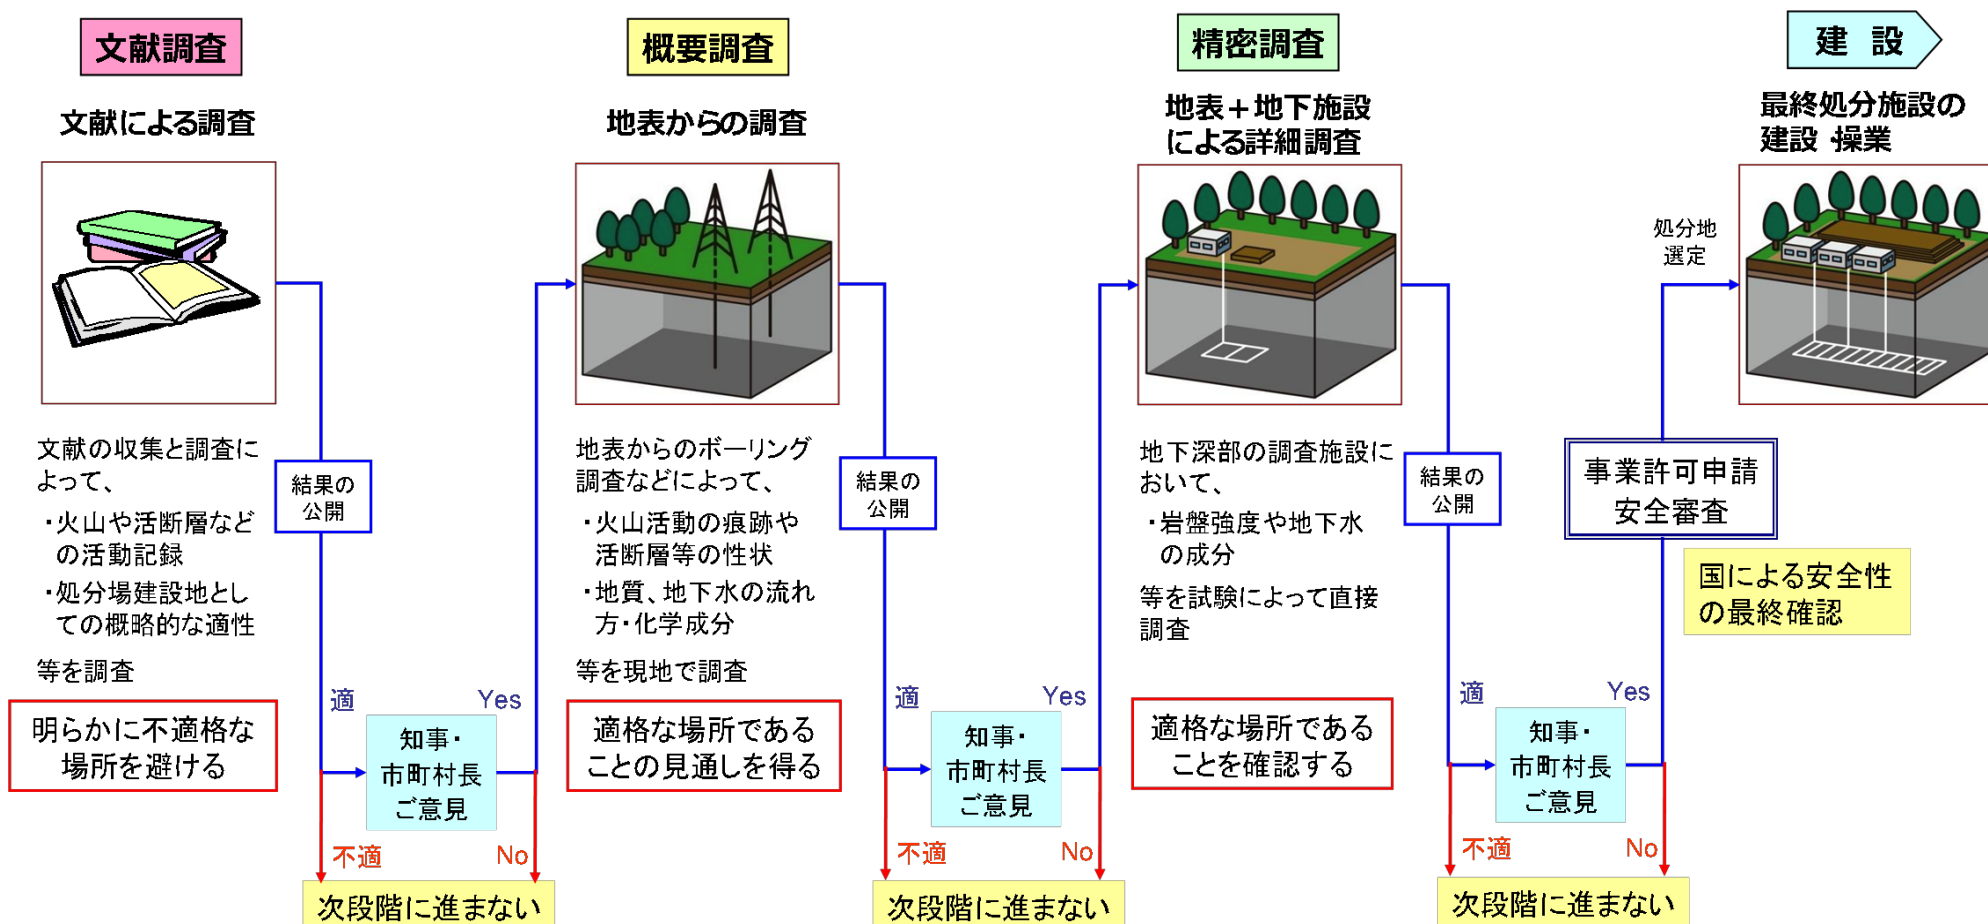 文献調査
文献による調査
文献の収集と調査に
よって、
・火山や活断層など
の活動記録
・処分場建設地とし
ての概略的な適性
等を調査
明らかに不適格な
場所を避ける
結果の
公開
適
不適
知事・
市町村長
ご意見
Yes
No
次段階に進まない
概要調査
地表からの調査
地表からのボーリング
調査などによって、
・火山活動の痕跡や
活断層等の性状
・地質、地下水の流れ
方・化学成分
等を現地で調査
適格な場所である
ことの見通しを得る
結果の
公開
適
不適
知事・
市町村長
ご意見
Yes
No
次段階に進まない
精密調査
地表+地下施設
による詳細調査
地下深部の調査施設に
おいて、
・岩盤強度や地下水
の成分
等を試験によって直接
調査
適格な場所である
ことを確認する
結果の
公開
適
不適
知事・
市町村長
ご意見
Yes
No
次段階に進まない
建 設
最終処分施設の
建設・操業
処分地
選定
事業許可申請
安全審査
国による安全性
の最終確認